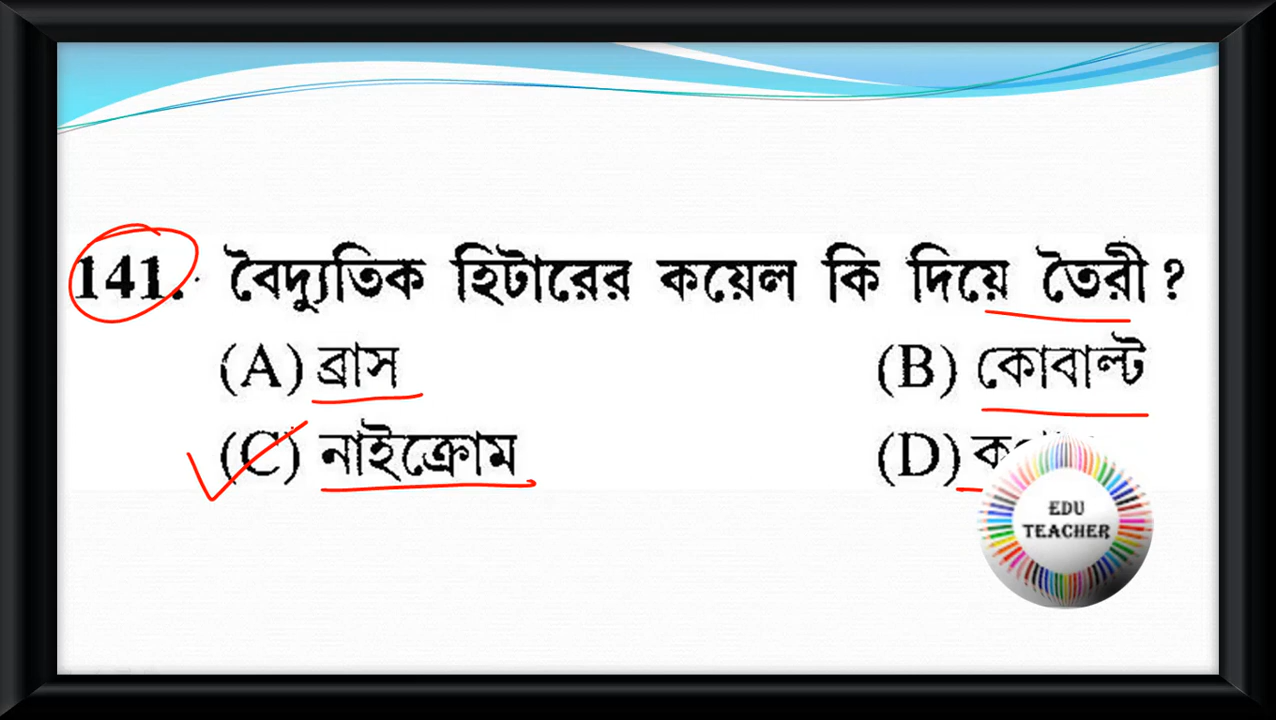 141. বৈদ্যুতিক হিটারের কয়েল কি দিয়ে তৈরী ?
(A) ব্রাস (B) কোবাল্ট
(C) নাইক্রোম (D)
EDU
TEACHER